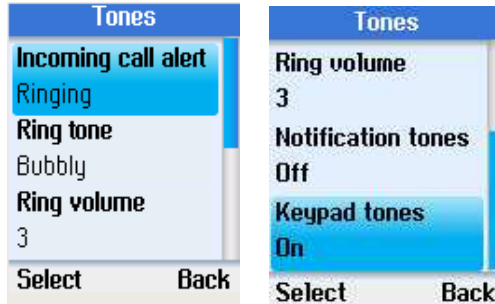 Tones
Incoming call alert
Ringing
Ring tone
Bubbly
Ring volume
3
Select Back
Tones
Ring volume
3
Notification tones
Off
Keypad tones
On
Select Back